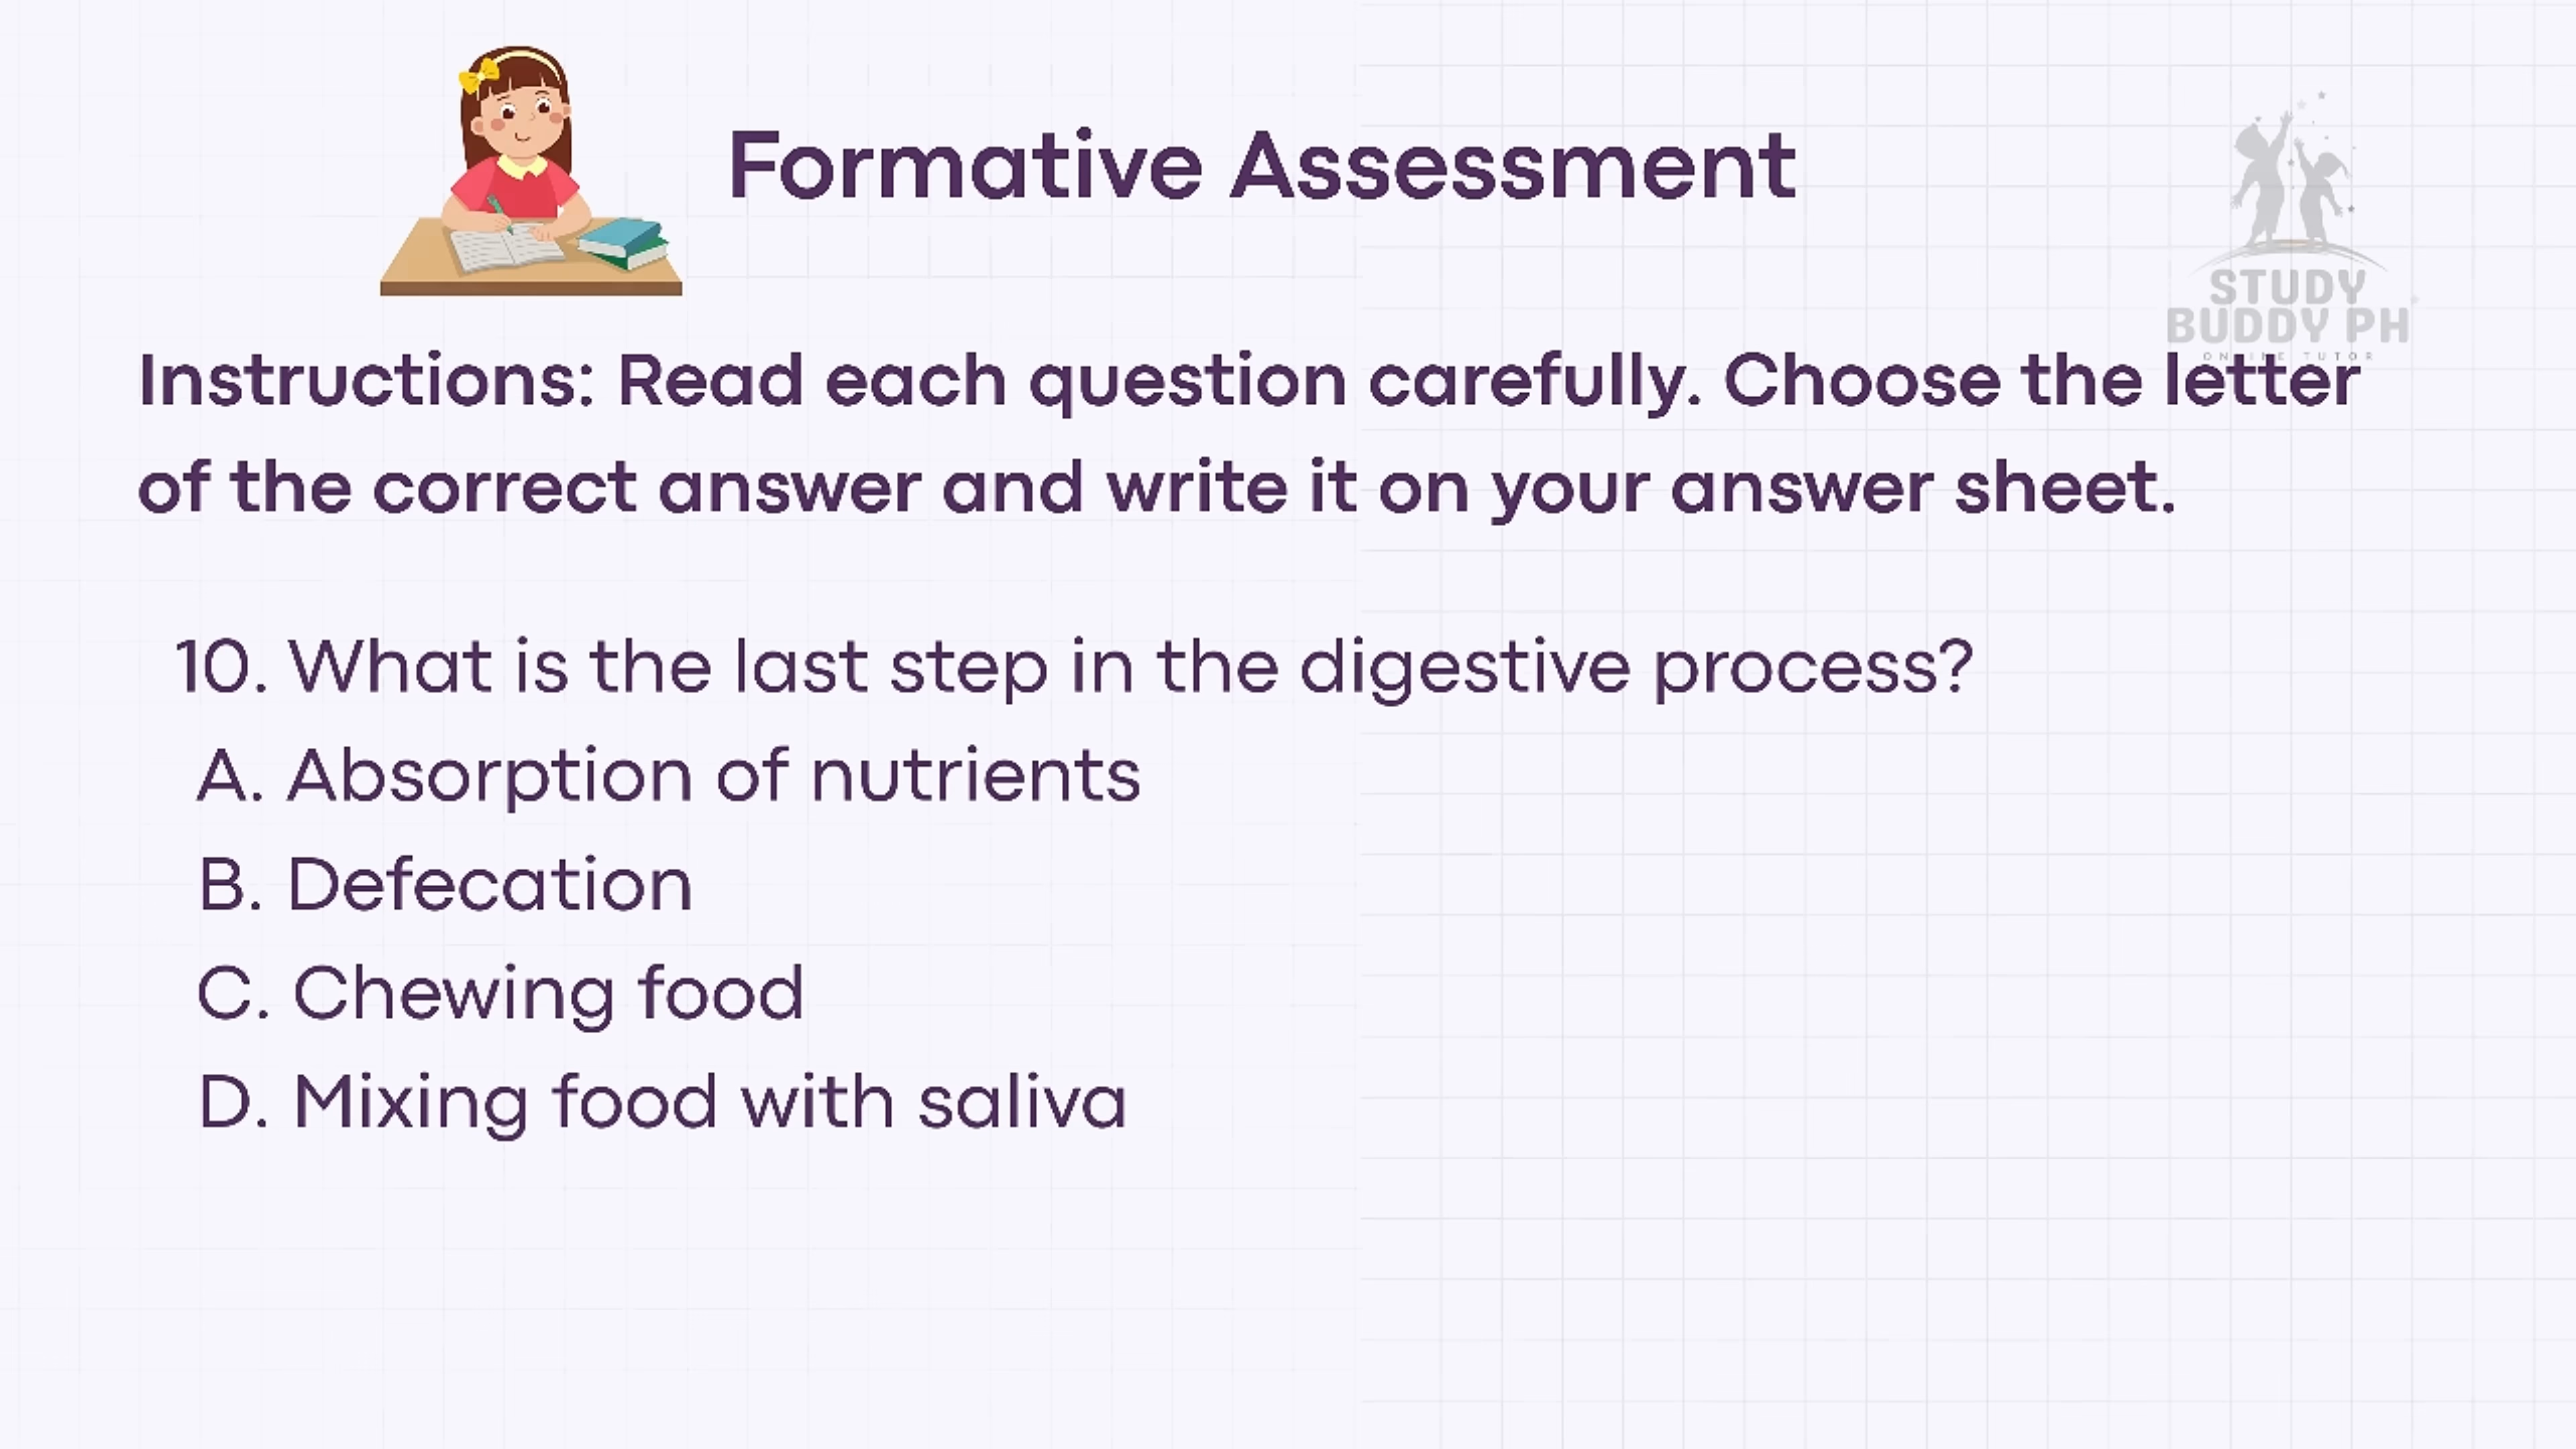 Formative Assessment
STUDY
BUDDY PH
ONLINE TUTOR
Instructions: Read each question carefully. Choose the letter
of the correct answer and write it on your answer sheet.
10. What is the last step in the digestive process?
A. Absorption of nutrients
B. Defecation
C. Chewing food
D. Mixing food with saliva